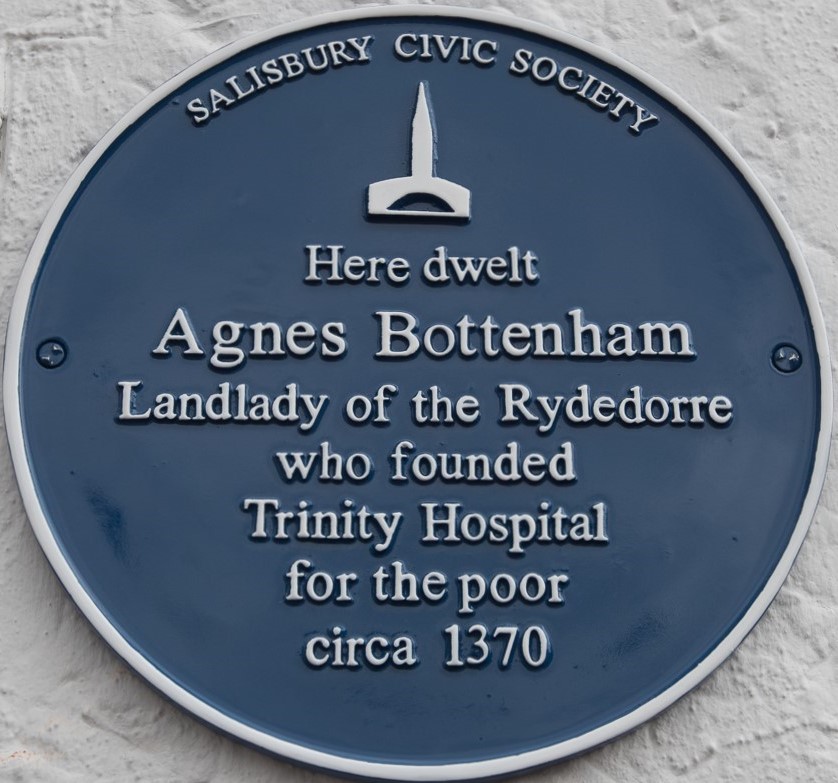 SALISBURY CIVIC SOCIETY
Here dwelt
Agnes Bottenham
Landlady of the Rydedorre
who founded
Trinity Hospital
for the poor
circa 1370